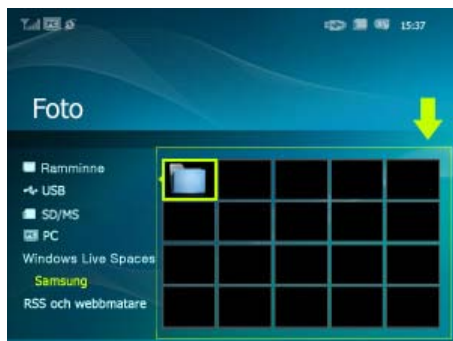 15:37
Foto
Ramminne
USB
SD/MS
PC
Windows Live Spaces
Samsung
RSS och webbmatare